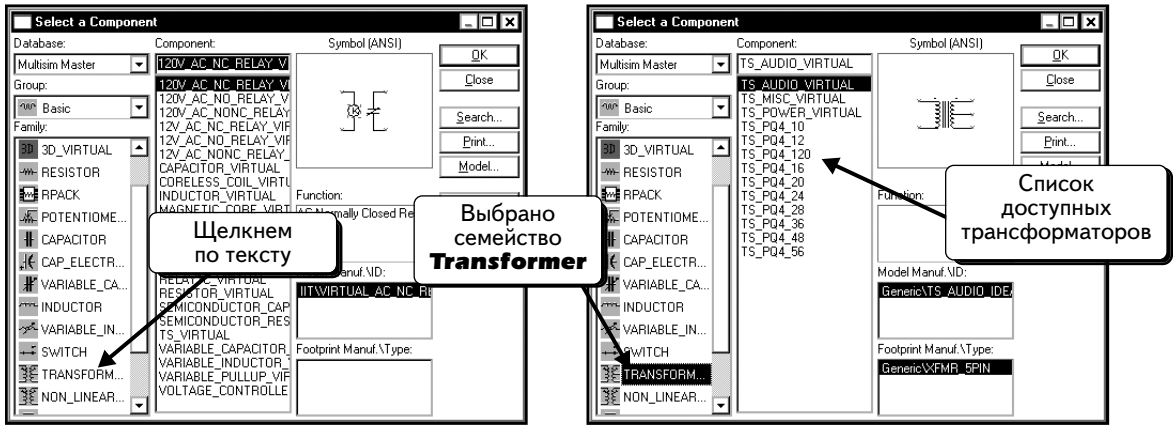 Select a Component
Database:
Multisim Master
Group:
Basic
Family:
3D_VIRTUAL
RESISTOR
RPACK
POTENTIOME...
CAPACITOR
CAP_ELECTR...
VARIABLE_CA...
INDUCTOR
VARIABLE_IN...
SWITCH
TRANSFORM...
NON_LINEAR...
Component:
120V_AC_NC_RELAY_V
120V_AC_NC_RELAY_VI
120V_AC_NO_RELAY_V
120V_AC_NONC_RELAY
12V_AC_NC_RELAY_VIF
12V_AC_NO_RELAY_VIF
12V_AC_NONC_RELAY_
CAPACITOR_VIRTUAL
CORELESS_COIL_VIRTU
INDUCTOR_VIRTUAL
MAGNETIC_CORE_VIRT
RESISTOR_VIRTUAL
SEMICONDUCTOR_CAP
SEMICONDUCTOR_RES
TS_VIRTUAL
VARIABLE_CAPACITOR_
VARIABLE_INDUCTOR_
VARIABLE_PULLUP_VIF
VOLTAGE_CONTROLLE
Symbol (ANSI)
Function:
AC Normally Closed Re
Manuf.\ID:
IIT\VIRTUAL_AC_NC_RE
Footprint Manuf.\Type:
OK
Close
Search...
Print...
Model...
Щелкнем
по тексту
Выбрано
семейство
Transformer
Select a Component
Database:
Multisim Master
Group:
Basic
Family:
3D_VIRTUAL
RESISTOR
RPACK
POTENTIOME...
CAPACITOR
CAP_ELECTR...
VARIABLE_CA...
INDUCTOR
VARIABLE_IN...
SWITCH
TRANSFORM...
NON_LINEAR...
Component:
TS_AUDIO_VIRTUAL
TS_AUDIO_VIRTUAL
TS_MISC_VIRTUAL
TS_POWER_VIRTUAL
TS_PQ4_10
TS_PQ4_12
TS_PQ4_120
TS_PQ4_16
TS_PQ4_20
TS_PQ4_24
TS_PQ4_28
TS_PQ4_36
TS_PQ4_48
TS_PQ4_56
Symbol (ANSI)
Function:
Model Manuf.\ID:
Generic\TS_AUDIO_IDEA
Footprint Manuf.\Type:
Generic\XFMR_5PIN
OK
Close
Search...
Print...
Model...
Список
доступных
трансформаторов